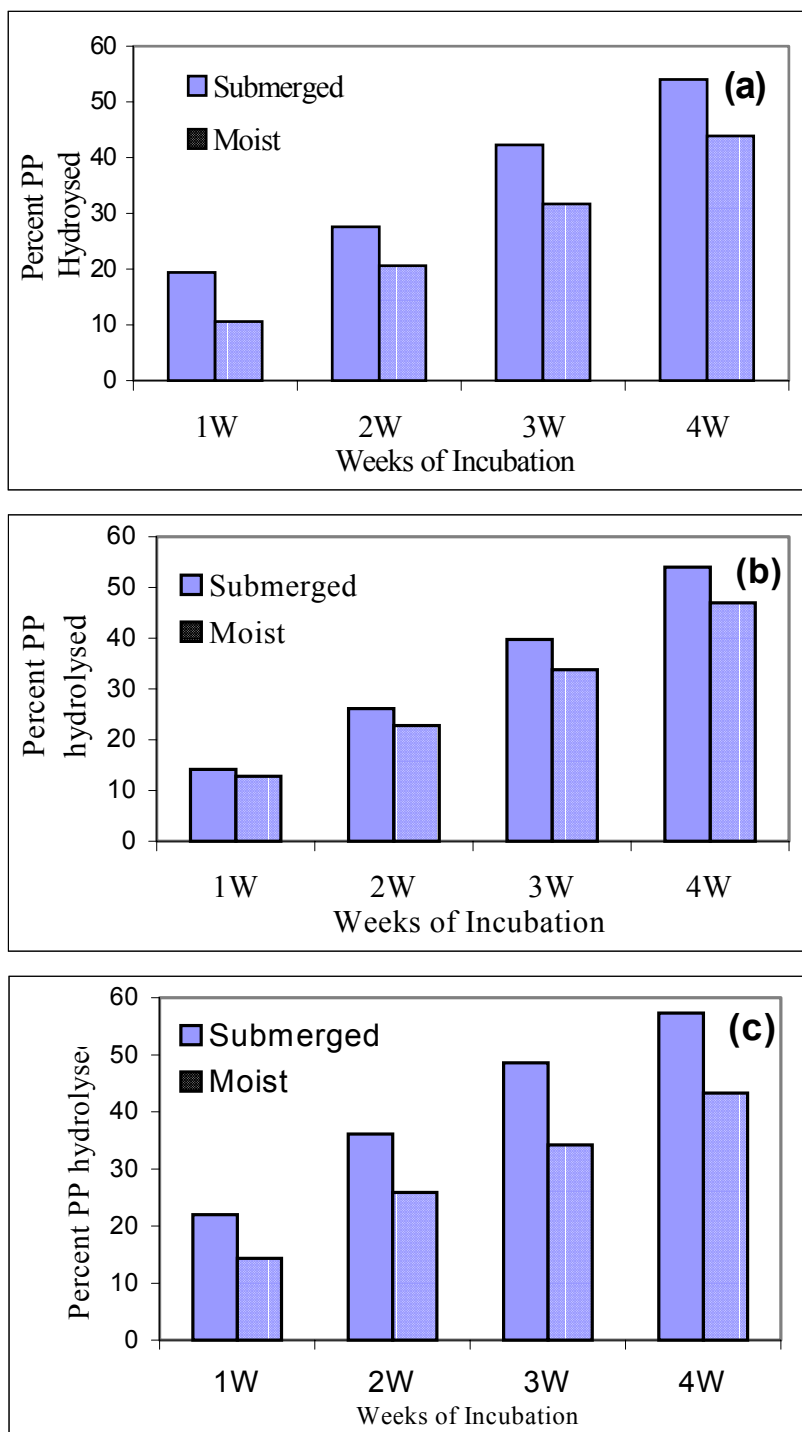 60
50
40
30
20
10
0
Percent PP
Hydroysed
Submerged
Moist
(a)
1W 2W 3W 4W
Weeks of Incubation
60
50
40
30
20
10
0
Percent PP
hydrolysed
Submerged
Moist
(b)
1W 2W 3W 4W
Weeks of Incubation
60
50
40
30
20
10
0
Percent PP hydrolyse
Submerged
Moist
(c)
1W 2W 3W 4W
Weeks of Incubation